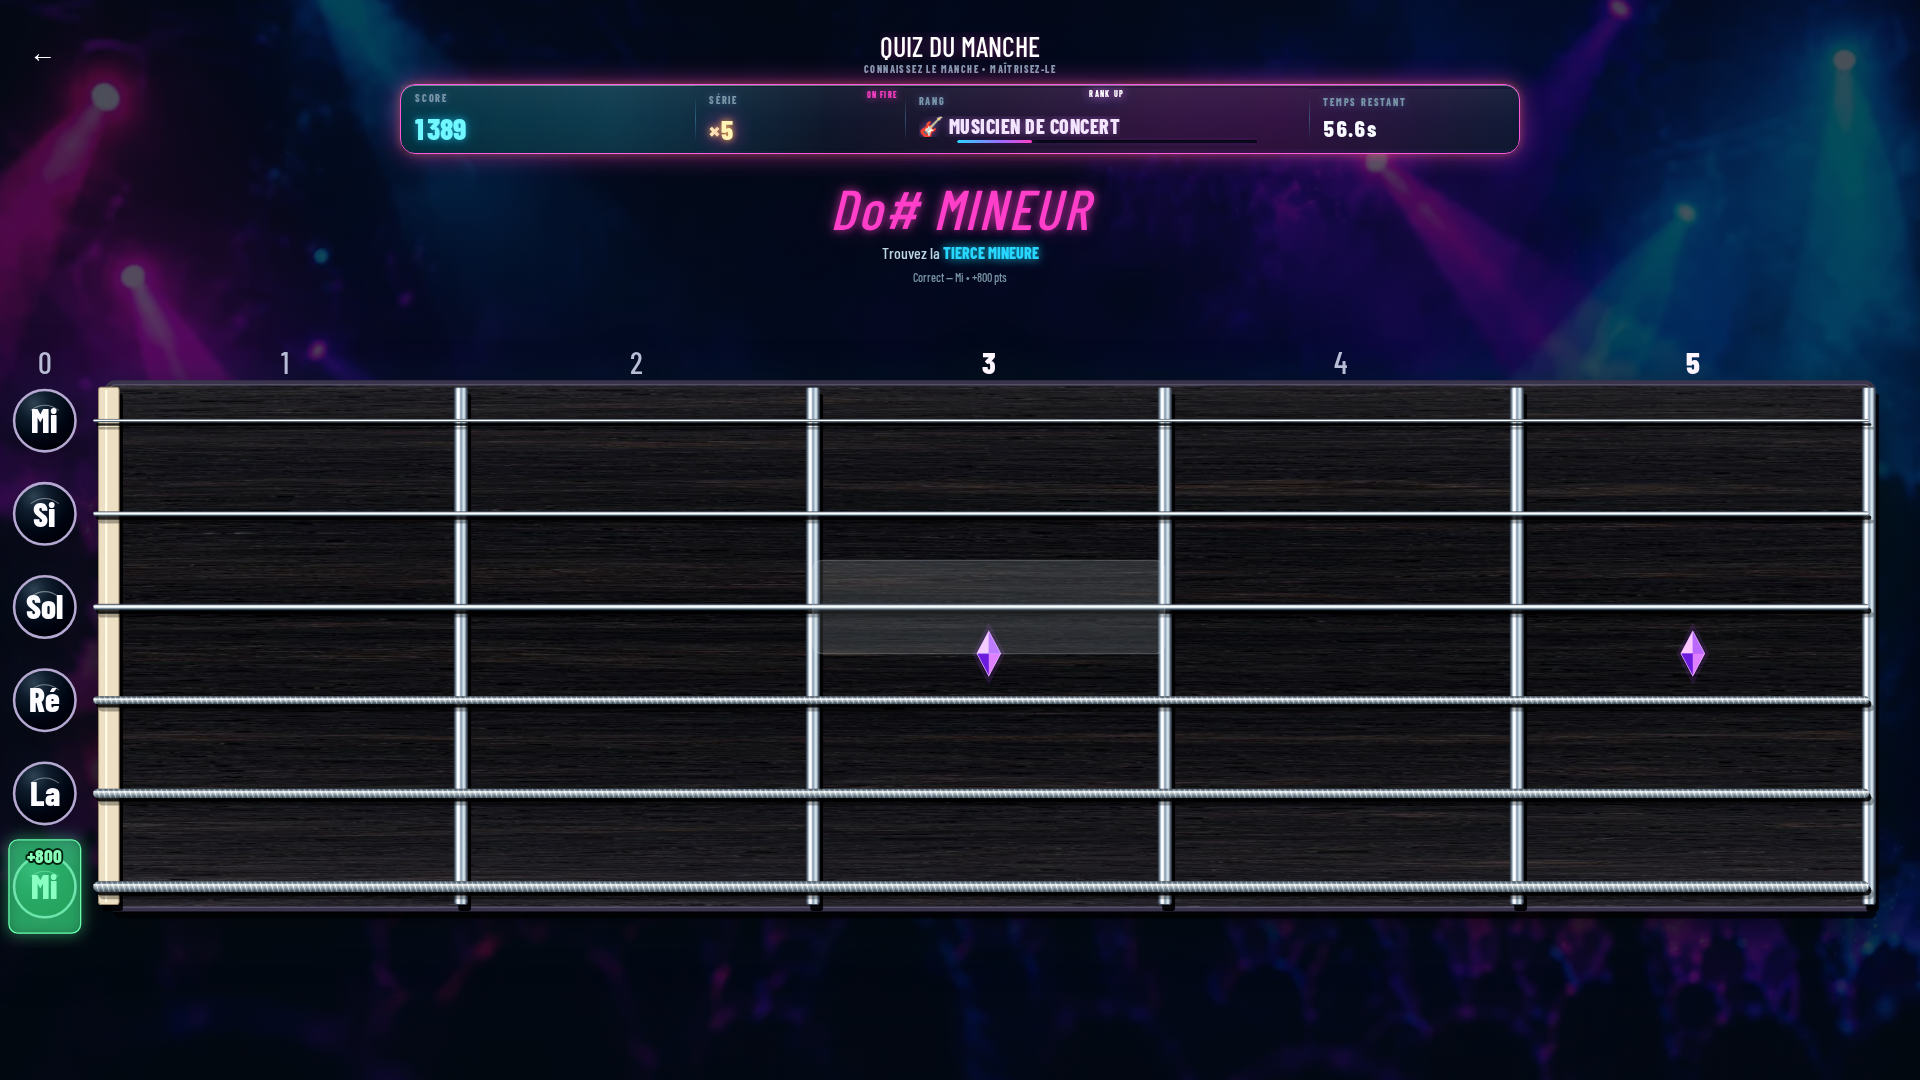 ←
QUIZ DU MANCHE
CONNAISSEZ LE MANCHE • MAÎTRISEZ-LE
SCORE
1389
SÉRIE
×5
ON FIRE
RANG
RANK UP
MUSICIEN DE CONCERT
TEMPS RESTANT
56.6s
Do# MINEUR
Trouvez la TIERCE MINEURE
Correct — Mi • +800 pts
0 1 2 3 4 5
Mi
Si
Sol
Ré
La
+800
Mi